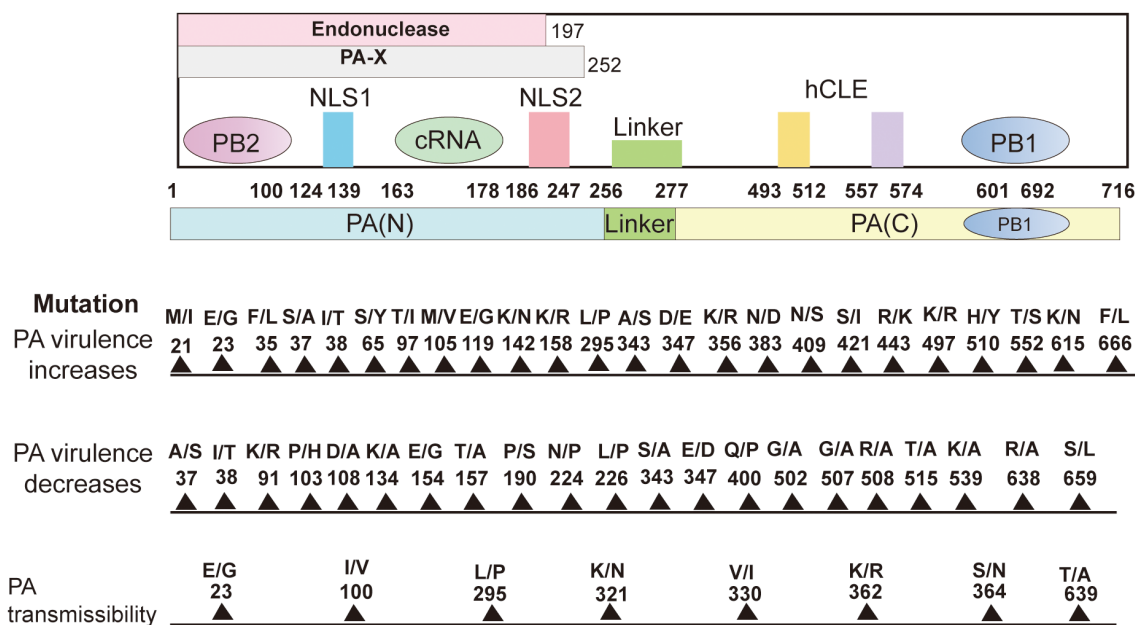 Endonuclease 197
PA-X 252
NLS1 NLS2 hCLE
Linker
PB2 cRNA PB1
1 100 124 139 163 178 186 247 256 277 493 512 557 574 601 692 716
PA(N) Linker PA(C) PB1
Mutation
M/I E/G F/L S/A I/T S/Y T/I M/V E/G K/N K/R L/P A/S D/E K/R N/D N/S S/I R/K K/R H/Y T/S K/N F/L
PA virulence increases
21 23 35 37 38 65 97 105 119 142 158 295 343 347 356 383 409 421 443 497 510 552 615 666
A/S I/T K/R P/H D/A K/A E/G T/A P/S N/P L/P S/A E/D Q/P G/A G/A R/A T/A K/A R/A S/L
PA virulence decreases
37 38 91 103 108 134 154 157 190 224 226 343 347 400 502 507 508 515 539 638 659
E/G I/V L/P K/N V/I K/R S/N T/A
PA transmissibility
23 100 295 321 330 362 364 639